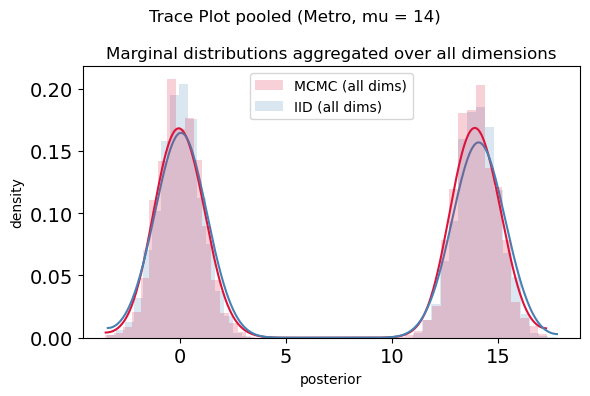 Trace Plot pooled (Metro, mu = 14)
Marginal distributions aggregated over all dimensions
MCMC (all dims)
IID (all dims)
density
0.20
0.15
0.10
0.05
0.00
0 5 10 15
posterior